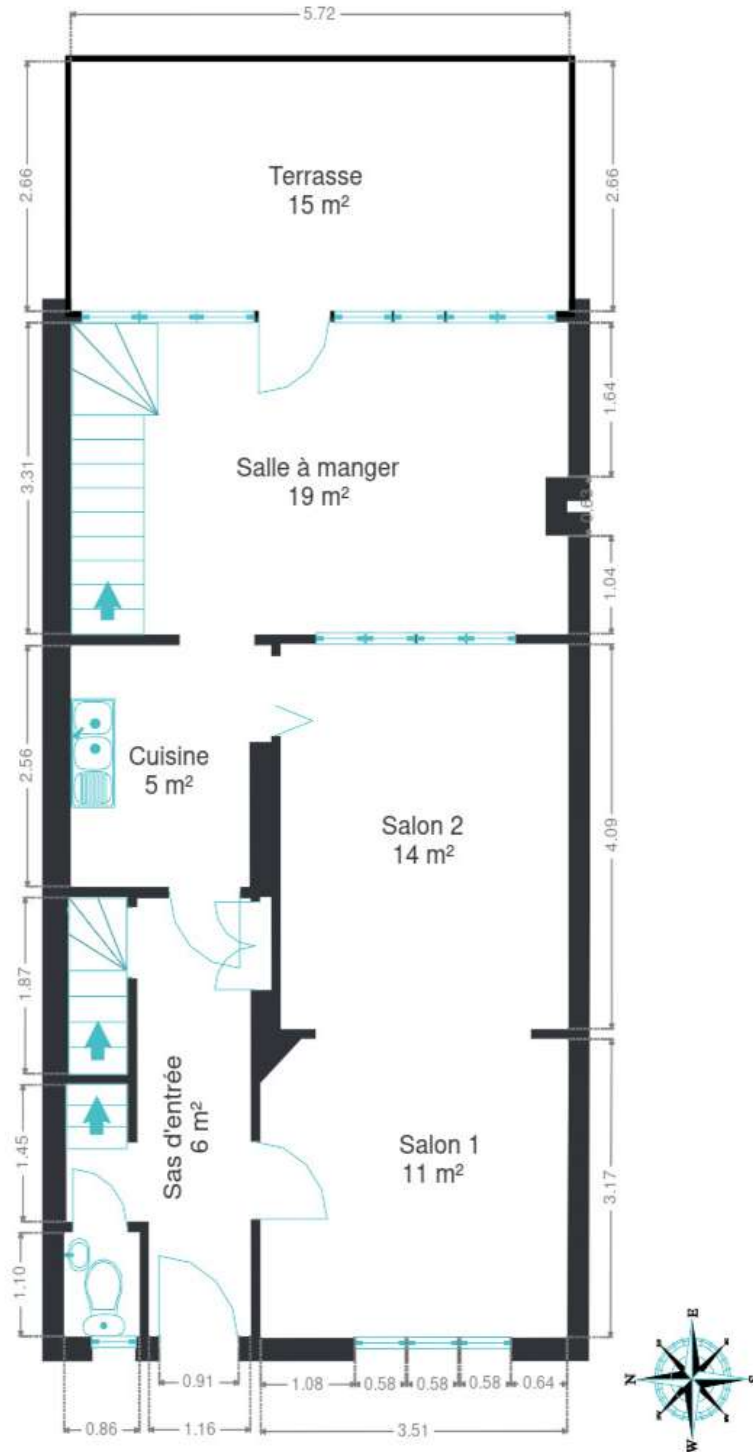 5.72
2.66
2.66
Terrasse
15 m²
3.31
1.64
Salle à manger
19 m²
0.63
1.04
2.56
Cuisine
5 m²
Salon 2
14 m²
4.09
1.87
Sas d'entrée
6 m²
1.45
Salon 1
11 m²
3.17
1.10
0.91
1.08
0.58
0.58
0.58
0.64
0.86
1.16
3.51
E
N
S
W